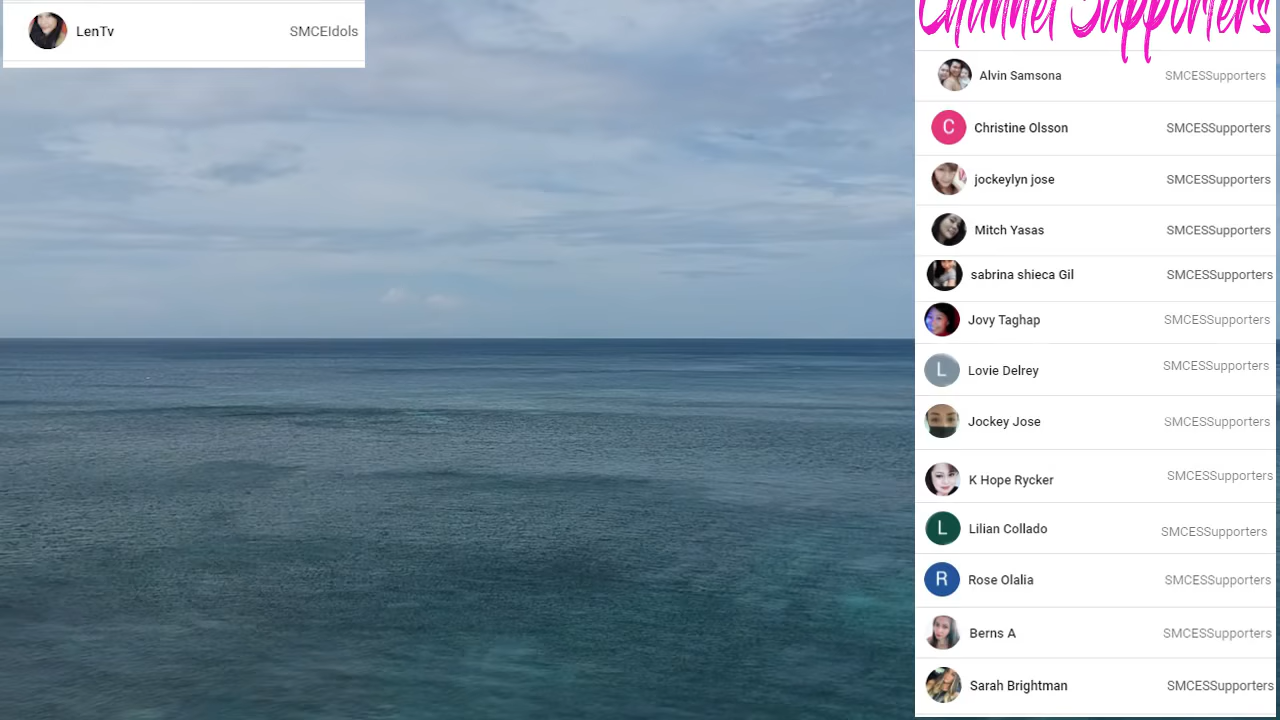 LenTv SMCEIdols
Channel Supporters
Alvin Samsona SMCESSupporters
C Christine Olsson SMCESSupporters
jockeylyn jose SMCESSupporters
Mitch Yasas SMCESSupporters
sabrina shieca Gil SMCESSupporters
Jovy Taghap SMCESSupporters
L Lovie Delrey SMCESSupporters
Jockey Jose SMCESSupporters
K Hope Rycker SMCESSupporters
L Lilian Collado SMCESSupporters
R Rose Olalia SMCESSupporters
Berns A SMCESSupporters
Sarah Brightman SMCESSupporters